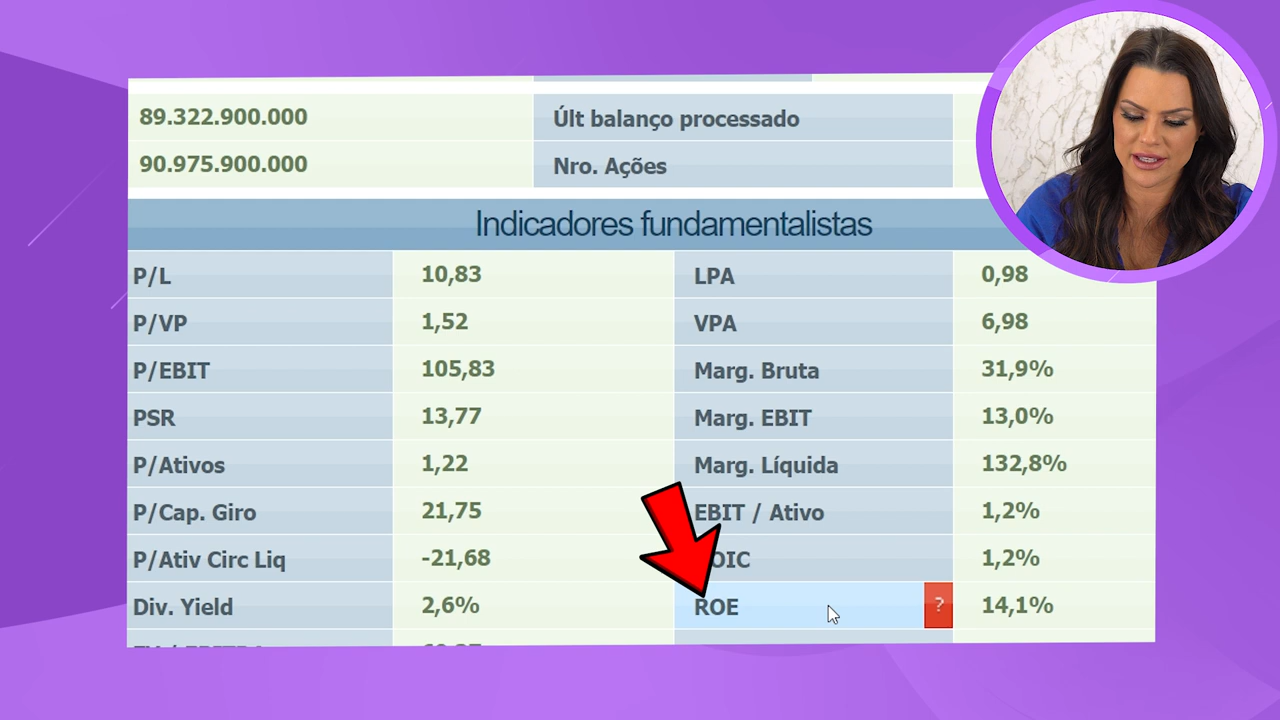 89.322.900.000 Últ balanço processado
90.975.900.000 Nro. Ações
Indicadores fundamentalistas
P/L 10,83 LPA 0,98
P/VP 1,52 VPA 6,98
P/EBIT 105,83 Marg. Bruta 31,9%
PSR 13,77 Marg. EBIT 13,0%
P/Ativos 1,22 Marg. Líquida 132,8%
P/Cap. Giro 21,75 EBIT / Ativo 1,2%
P/Ativ Circ Liq -21,68 OIC 1,2%
Div. Yield 2,6% ROE ? 14,1%